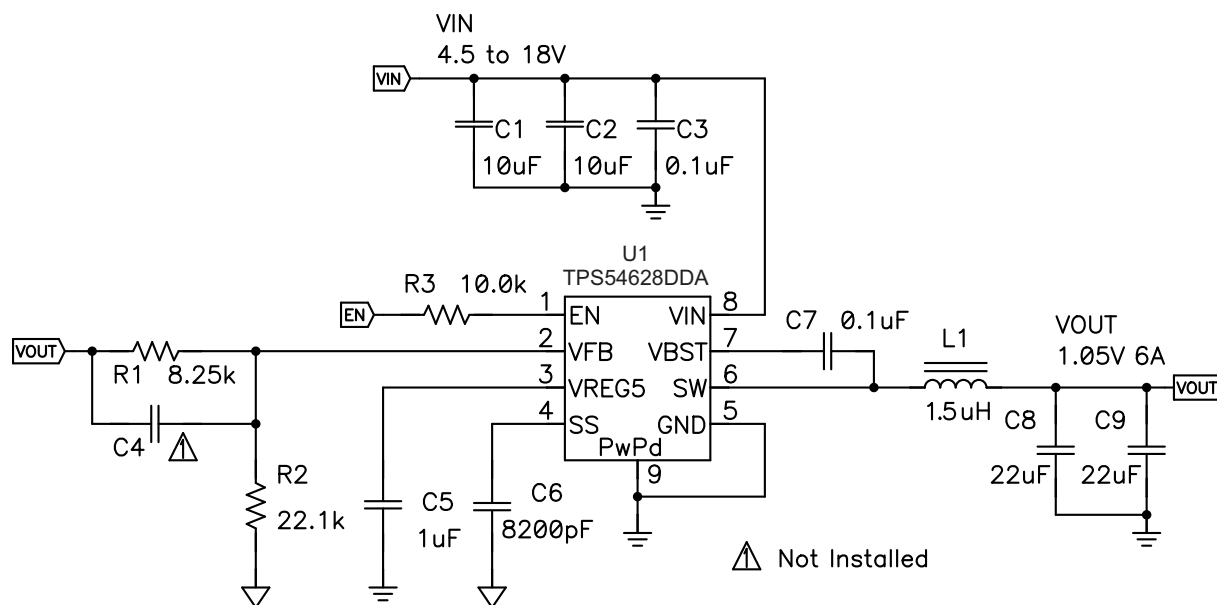 VIN
4.5 to 18V
VIN
C1
C2
C3
10uF
10uF
0.1uF
U1
TPS54628DDA
R3 10.0k
EN
1
EN
VIN
8
C7
0.1uF
VOUT
2
VFB
VBST
7
L1
VOUT
1.05V 6A
R1
8.25k
3
VREG5
SW
6
VOUT
1.5uH
4
SS
GND
5
C8
C9
C4
1
PwPd
9
22uF
22uF
R2
22.1k
C5
1uF
C6
8200pF
1 Not Installed